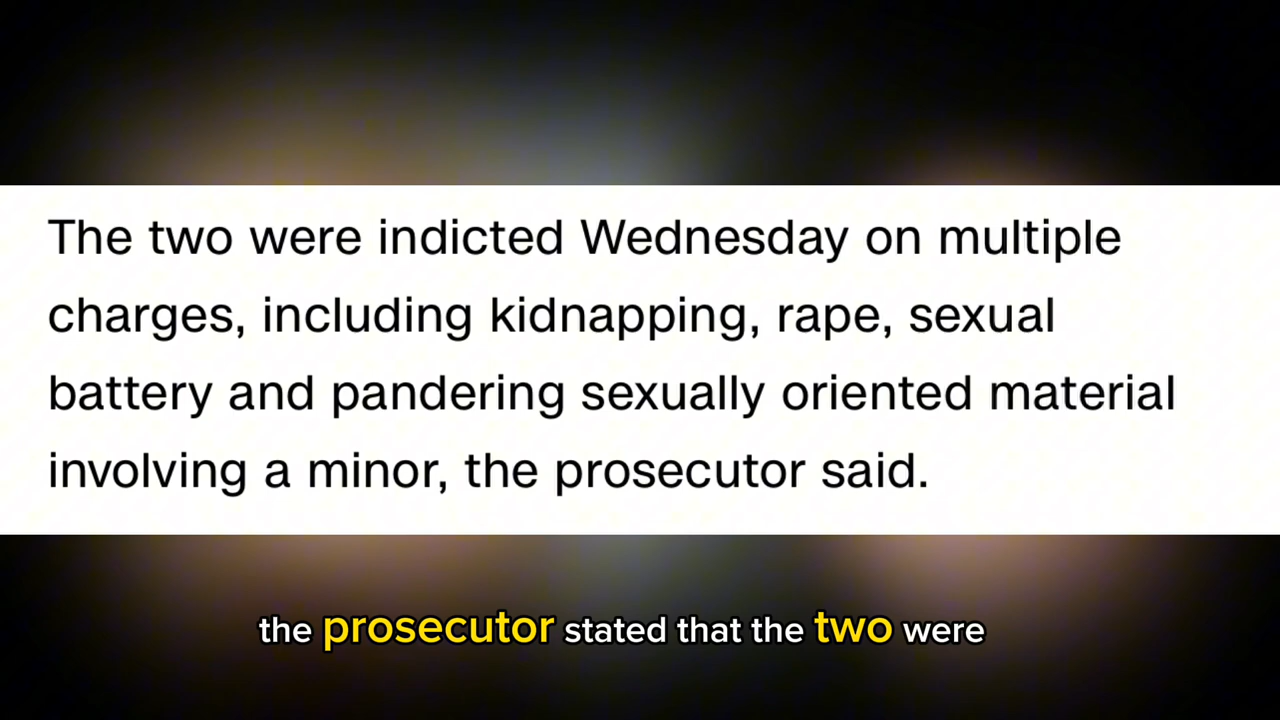 The two were indicted Wednesday on multiple
charges, including kidnapping, rape, sexual
battery and pandering sexually oriented material
involving a minor, the prosecutor said.
the prosecutor stated that the two were